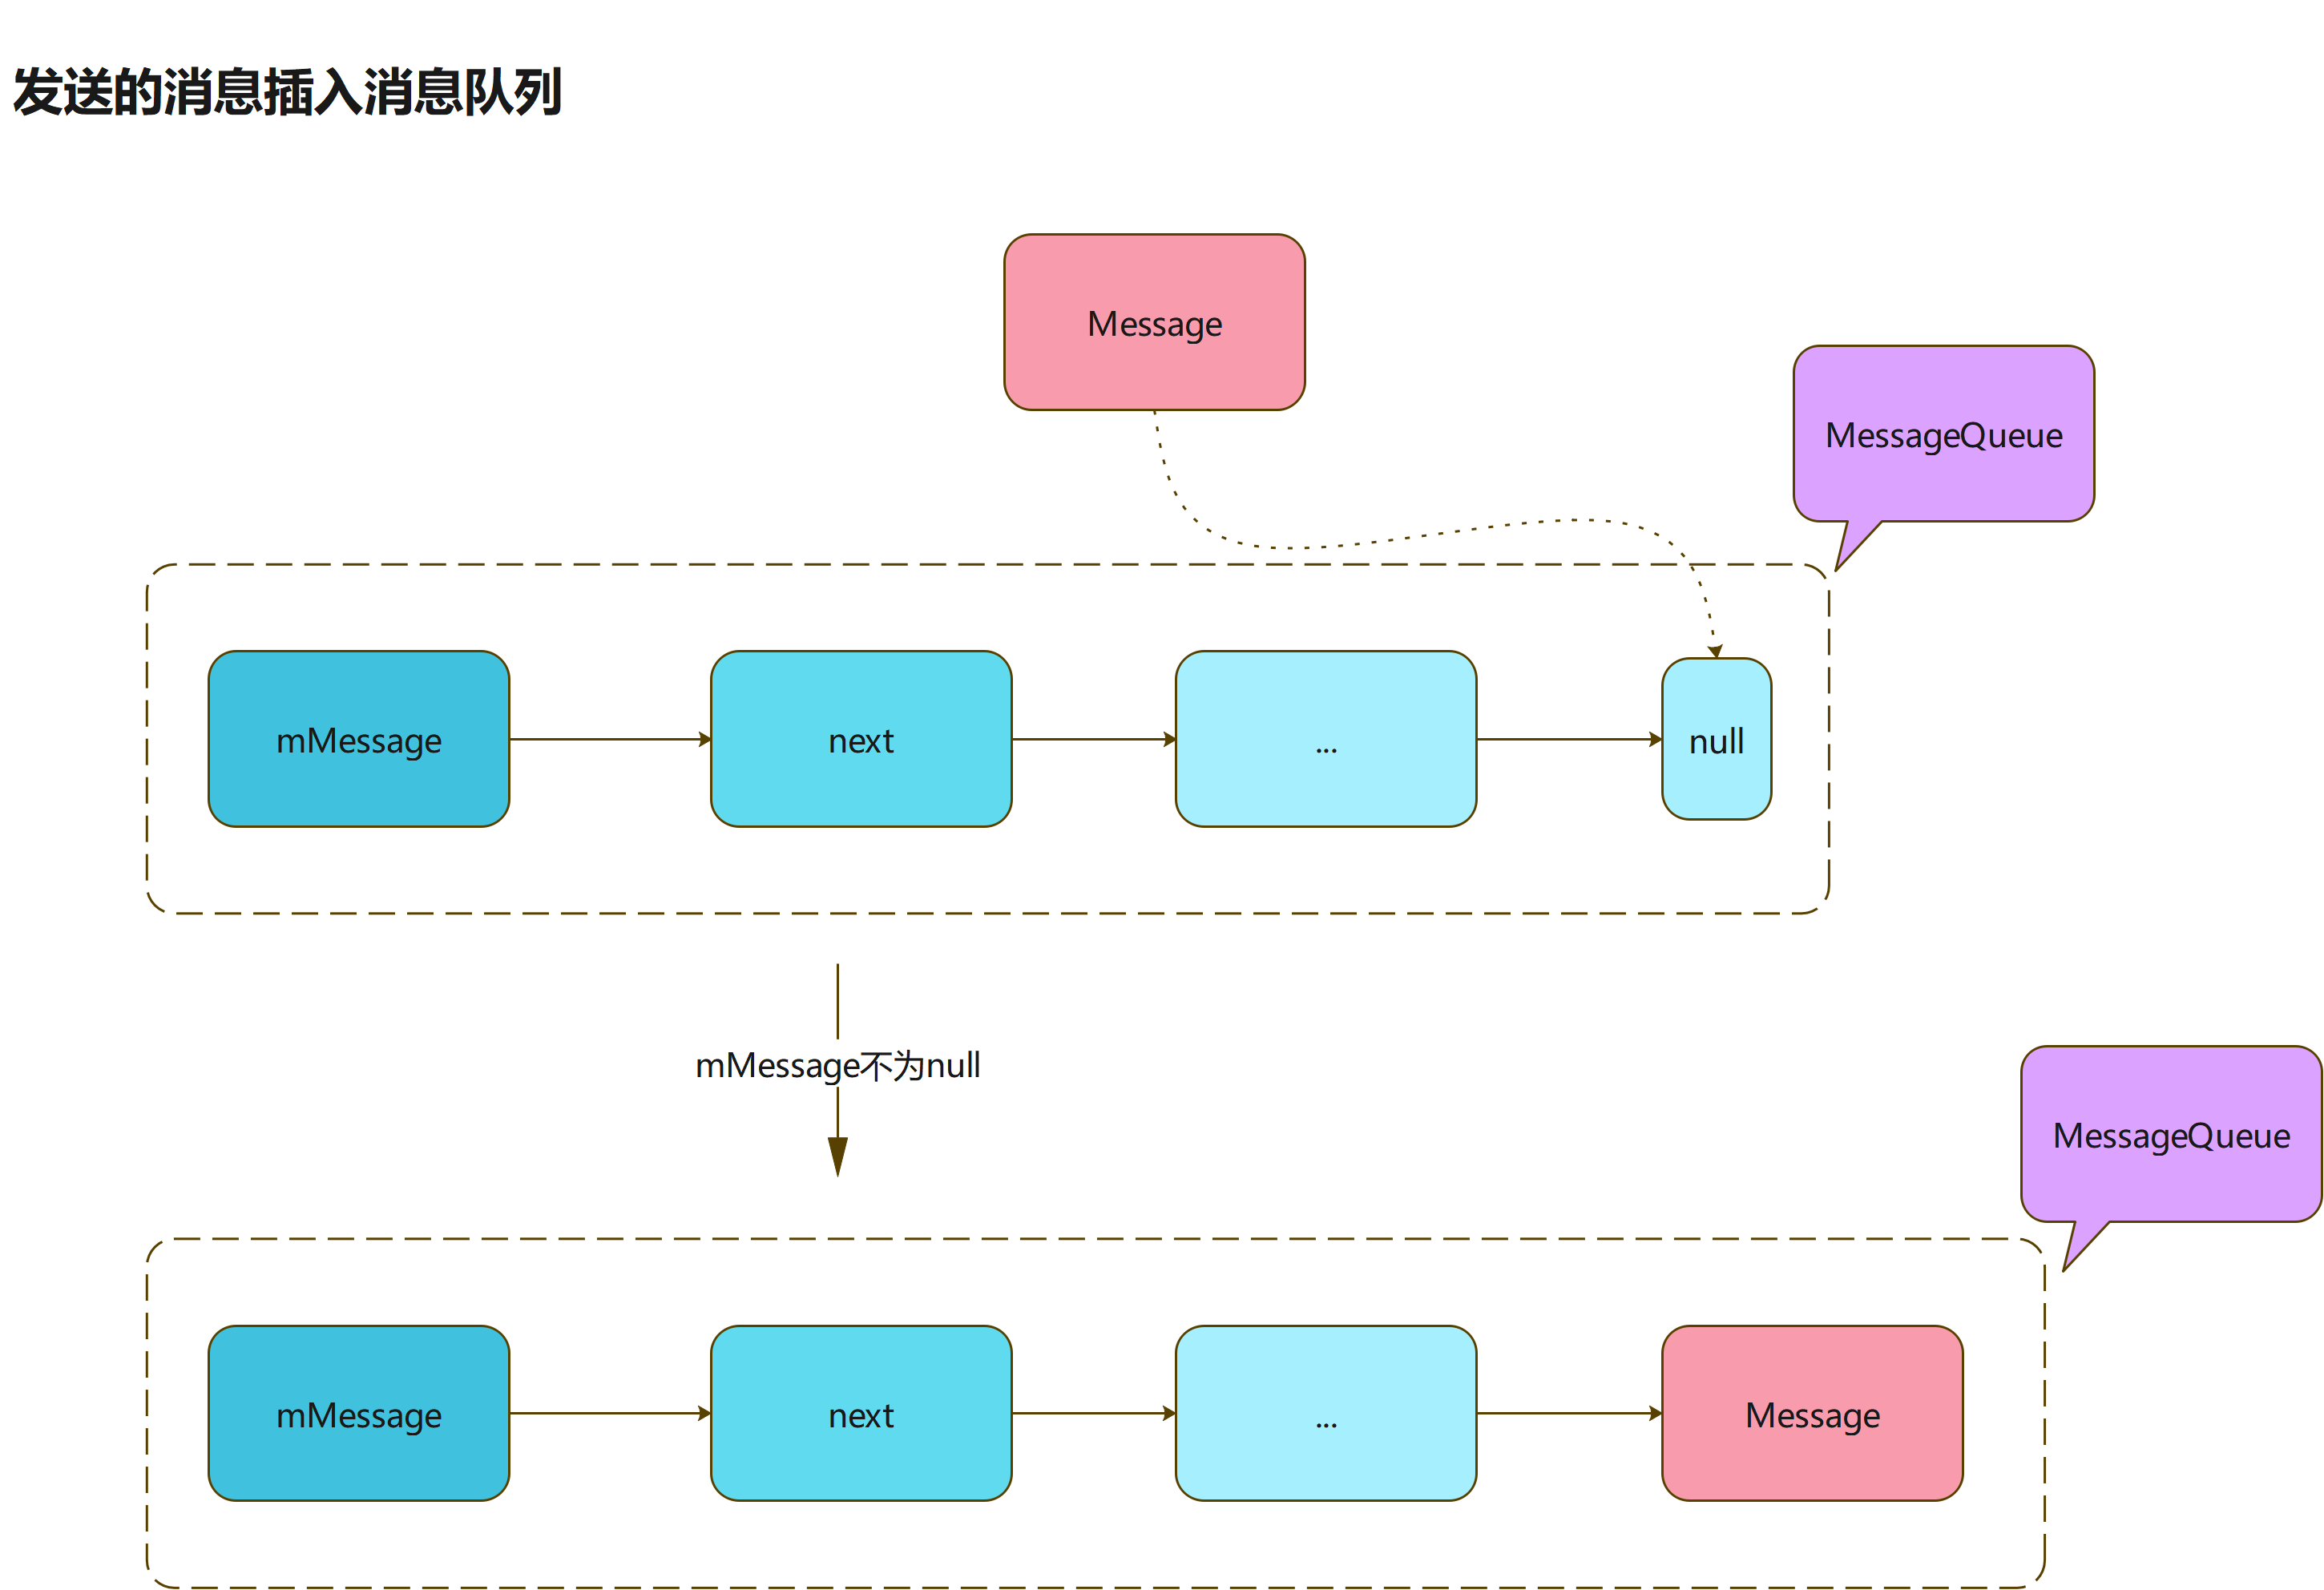 发送的消息插入消息队列
Message
MessageQueue
mMessage
next
...
null
mMessage不为null
MessageQueue
mMessage
next
...
Message